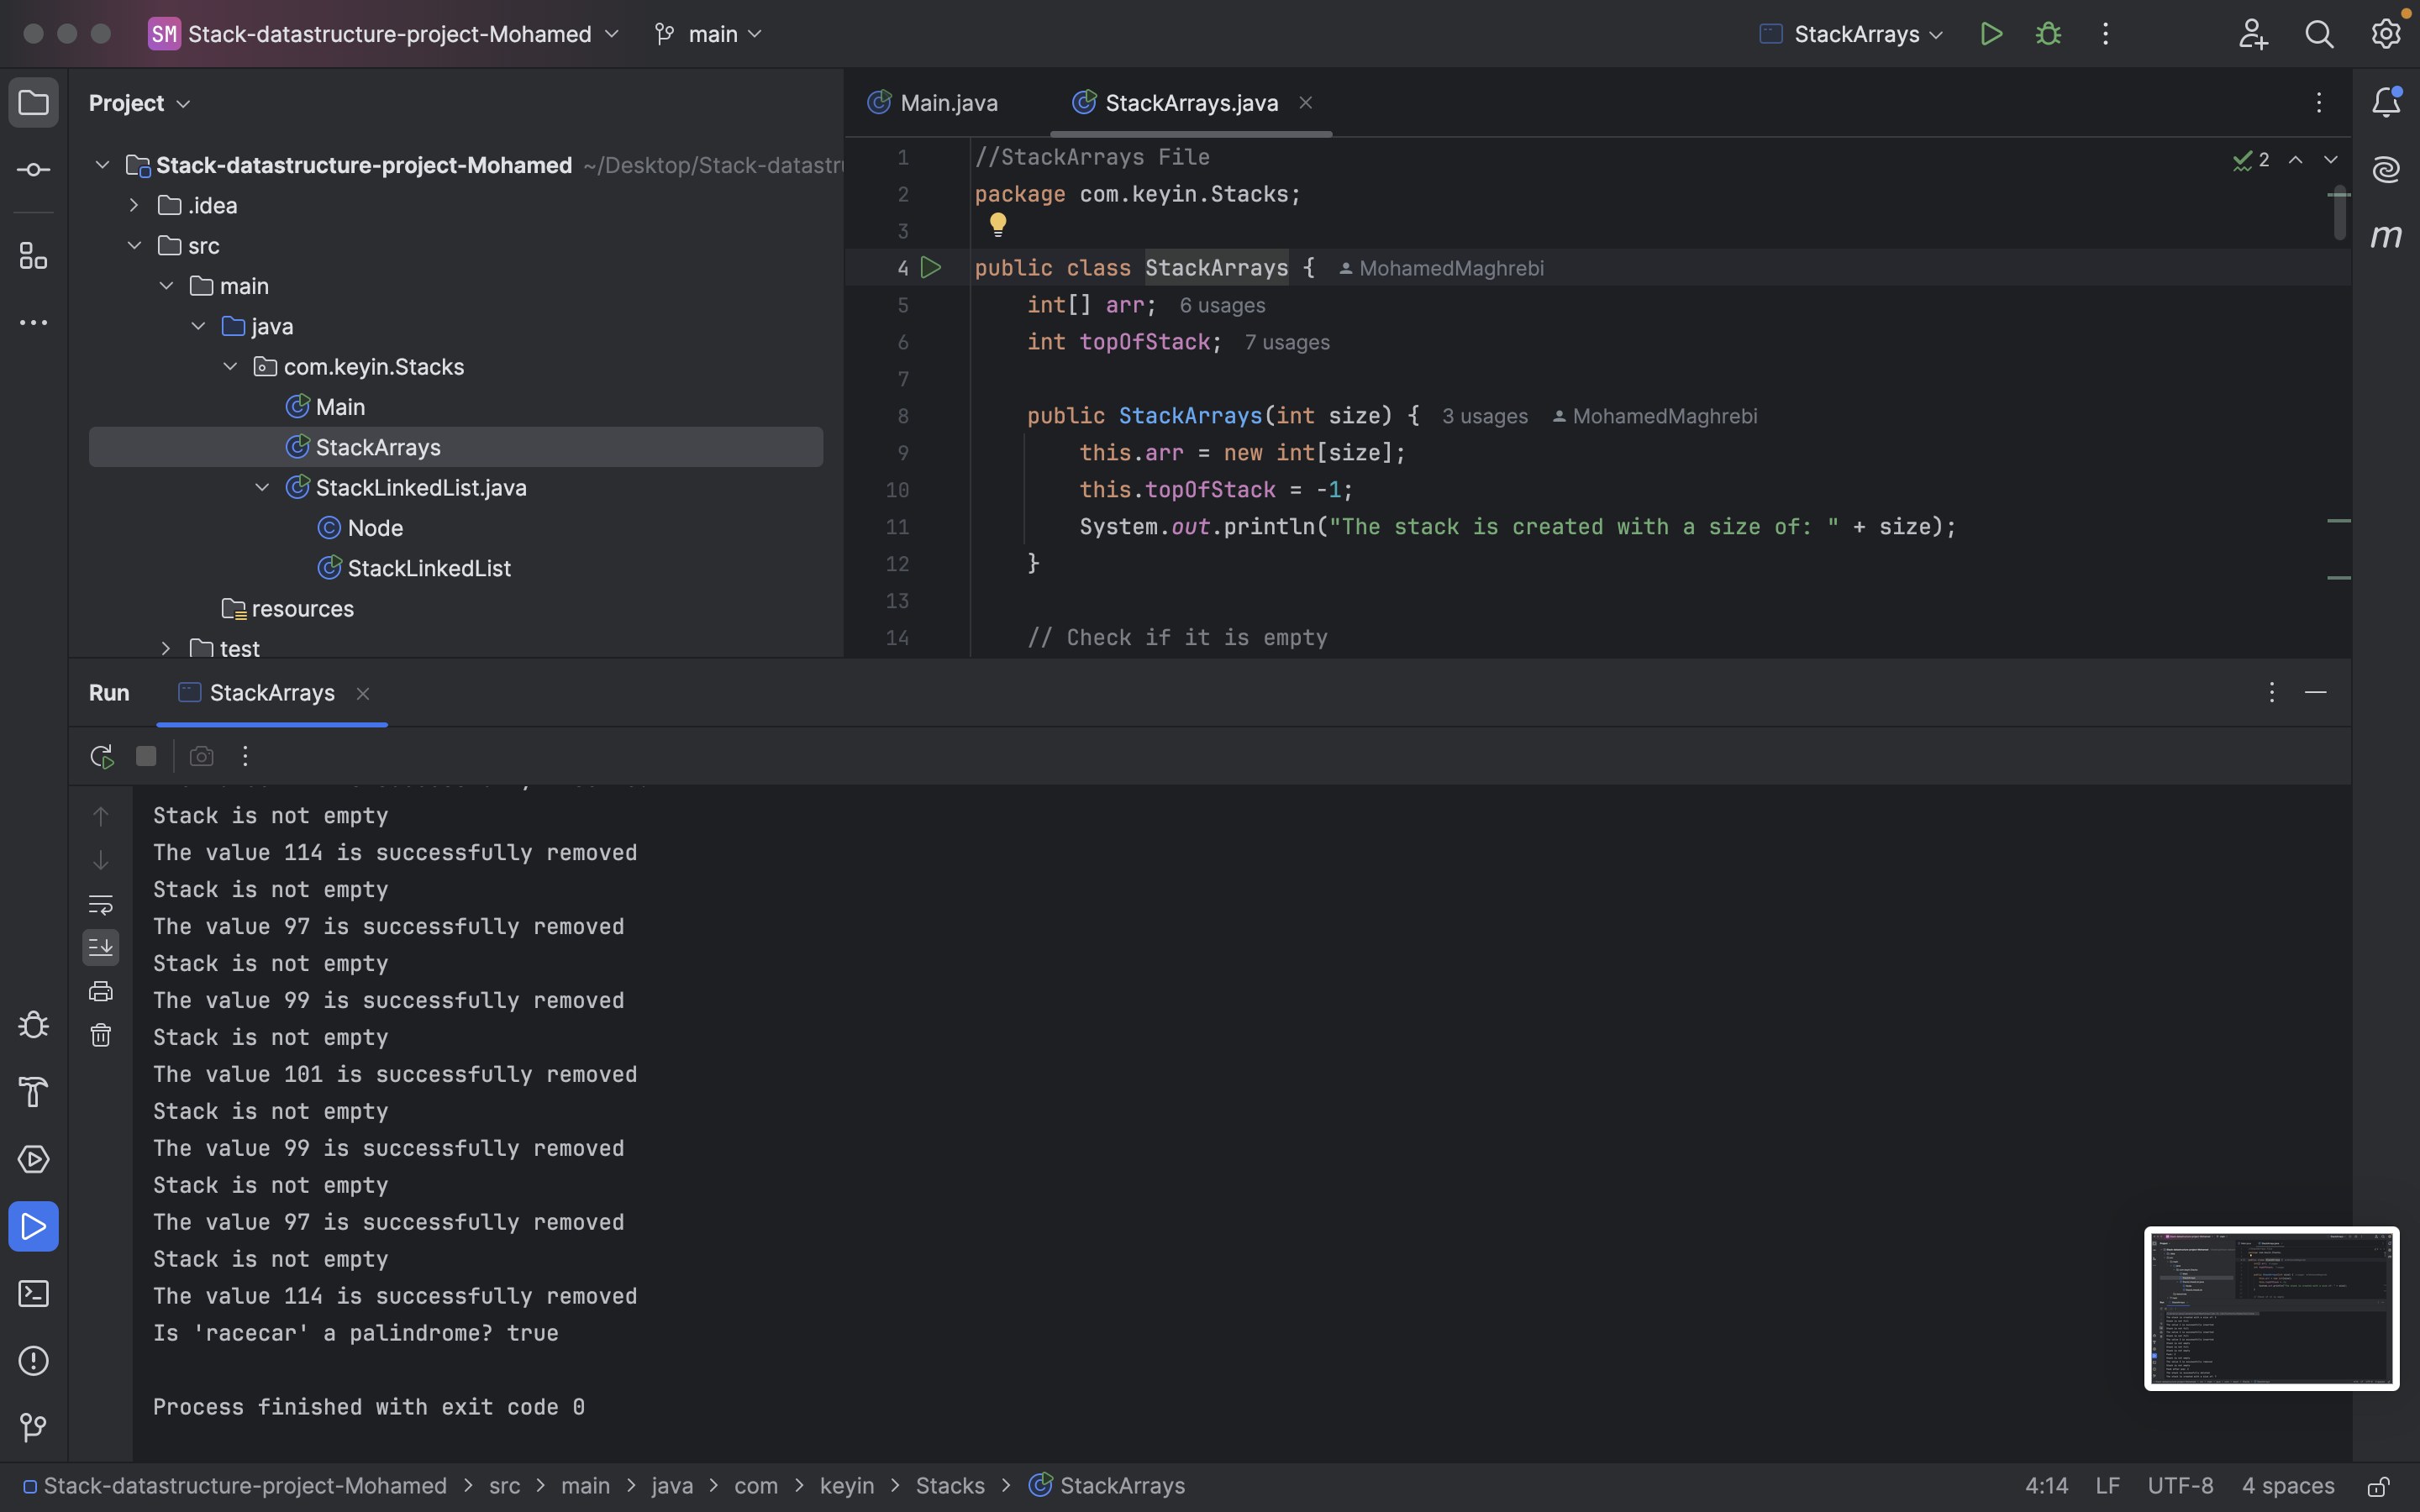 SM Stack-datastructure-project-Mohamed main StackArrays
Project
Main.java StackArrays.java
Stack-datastructure-project-Mohamed ~/Desktop/Stack-datastr
.idea
src
main
java
com.keyin.Stacks
Main
StackArrays
StackLinkedList.java
Node
StackLinkedList
resources
test
2
1 //StackArrays File
2 package com.keyin.Stacks;
3
4 public class StackArrays { MohamedMaghrebi
5 int[] arr; 6 usages
6 int topOfStack; 7 usages
7
8 public StackArrays(int size) { 3 usages MohamedMaghrebi
9 this.arr = new int[size];
10 this.topOfStack = -1;
11 System.out.println("The stack is created with a size of: " + size);
12 }
13
14 // Check if it is empty
m
Run StackArrays
Stack is not empty
The value 114 is successfully removed
Stack is not empty
The value 97 is successfully removed
Stack is not empty
The value 99 is successfully removed
Stack is not empty
The value 101 is successfully removed
Stack is not empty
The value 99 is successfully removed
Stack is not empty
The value 97 is successfully removed
Stack is not empty
The value 114 is successfully removed
Is 'racecar' a palindrome? true
Process finished with exit code 0
Stack-datastructure-project-Mohamed > src > main > java > com > keyin > Stacks > StackArrays 4:14 LF UTF-8 4 spaces